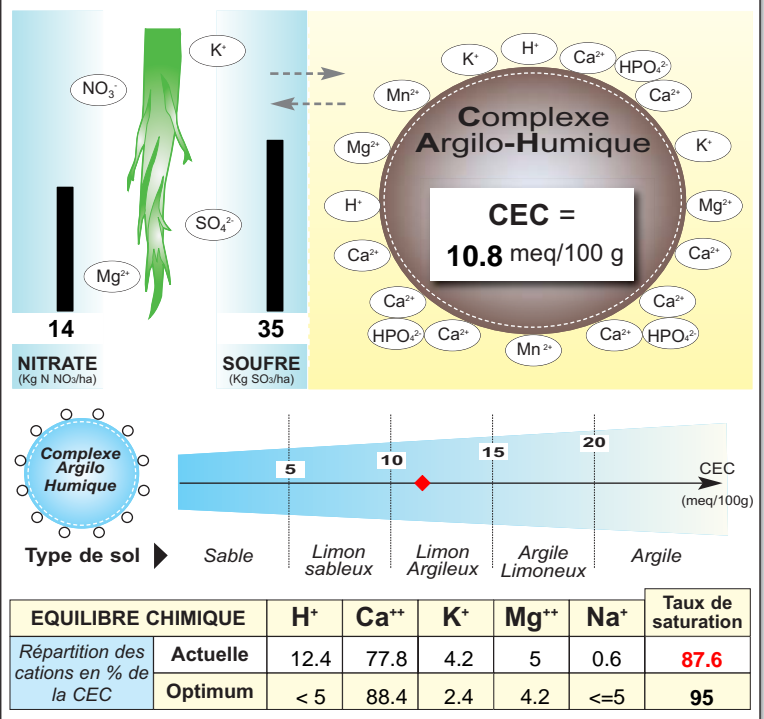 K⁺
NO₃⁻
SO₄²⁻
Mg²⁺
14
35
NITRATE
(Kg N NO₃/ha)
SOUFRE
(Kg SO₃/ha)
K⁺
H⁺
Ca²⁺
HPO₄²⁻
Ca²⁺
Mn²⁺
K⁺
Mg²⁺
H⁺
Mg²⁺
Ca²⁺
Ca²⁺
Ca²⁺
Ca²⁺
HPO₄²⁻
Ca²⁺
Mn²⁺
Ca²⁺
HPO₄²⁻
Complexe
Argilo-Humique
CEC =
10.8 meq/100 g
Complexe
Argilo
Humique
5
10
15
20
CEC
(meq/100g)
Type de sol
Sable
Limon
sableux
Limon
Argileux
Argile
Limoneux
Argile
EQUILIBRE CHIMIQUE H⁺ Ca⁺⁺ K⁺ Mg⁺⁺ Na⁺
Taux de
saturation
Répartition des
cations en % de
la CEC
Actuelle 12.4 77.8 4.2 5 0.6 87.6
Optimum < 5 88.4 2.4 4.2 <=5 95